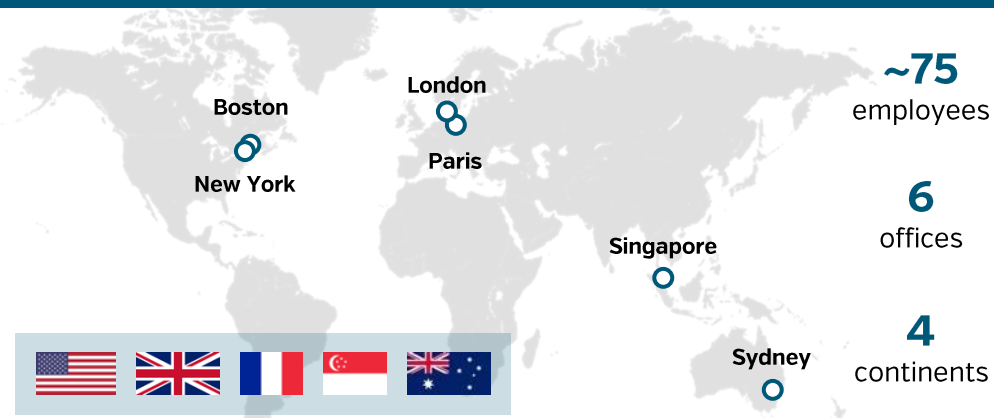 London
Boston
Paris
New York
Singapore
Sydney
~75
employees
6
offices
4
continents